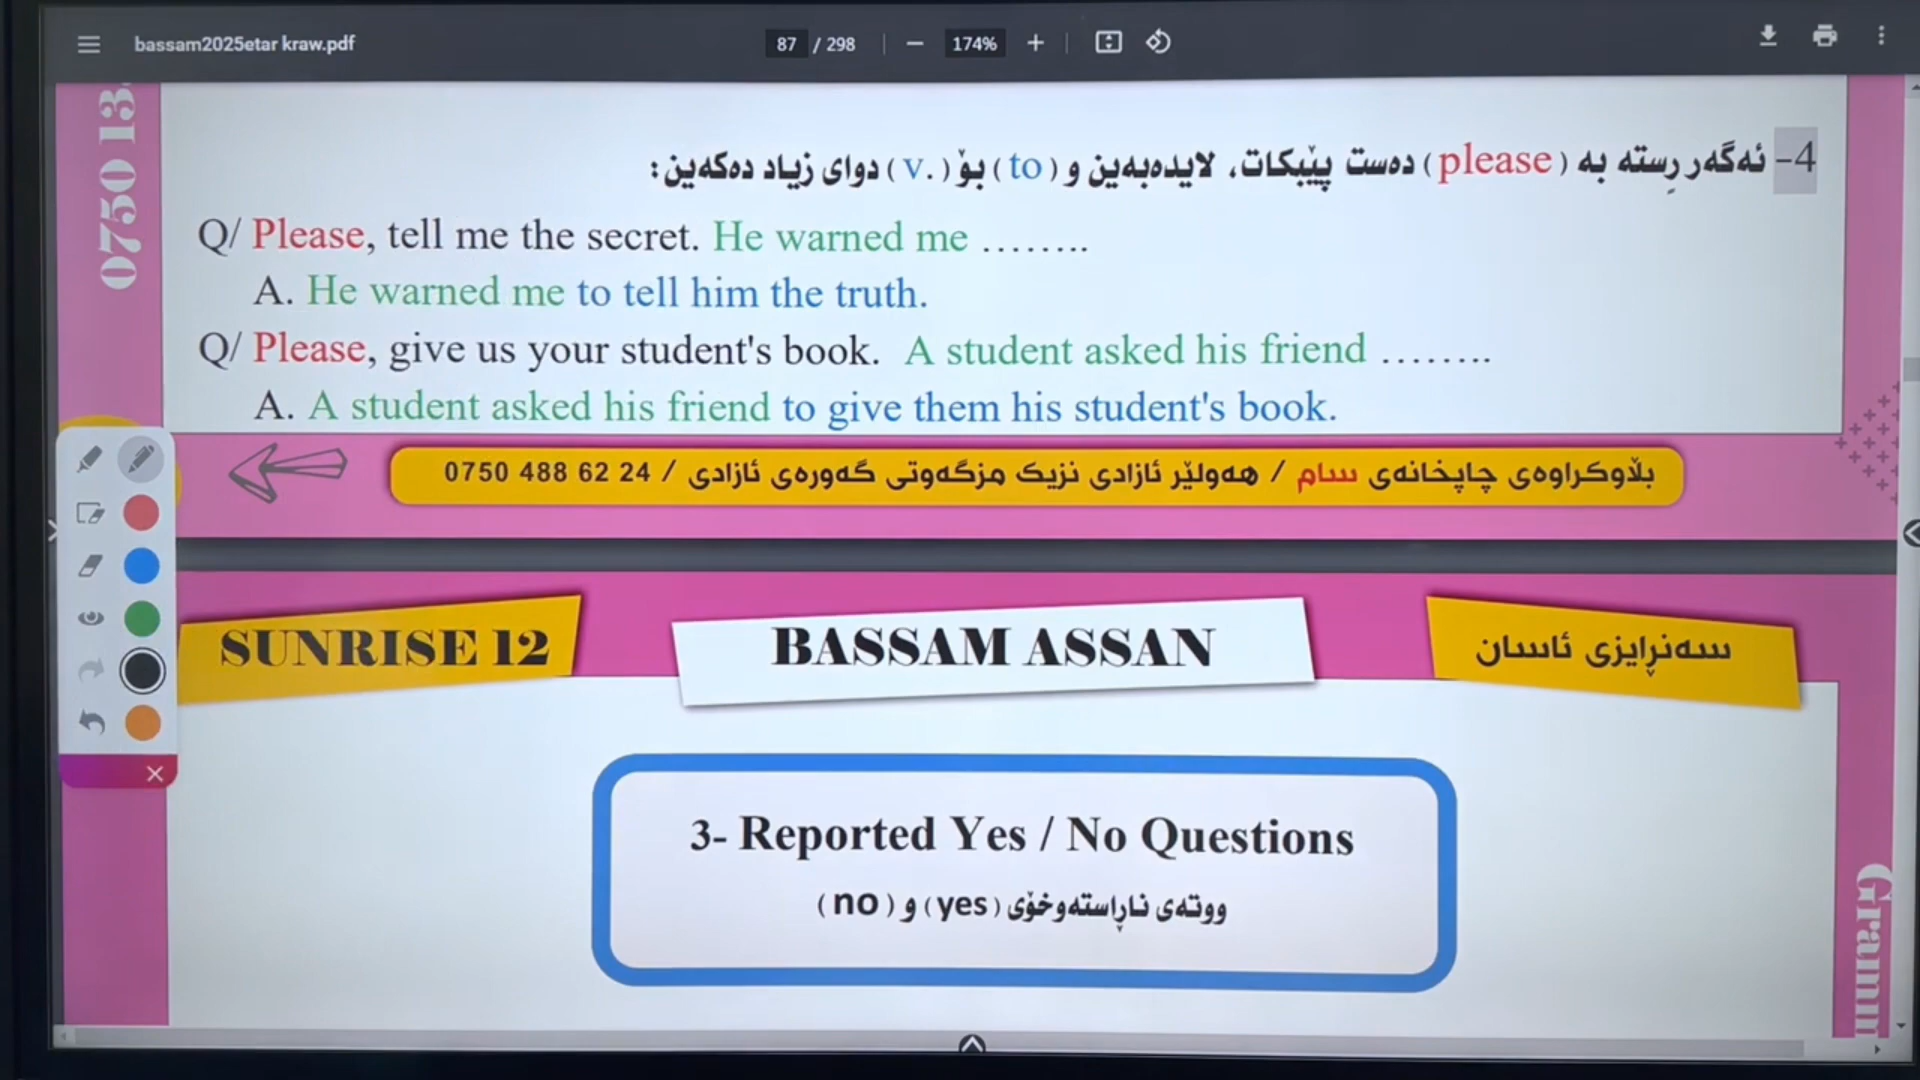 bassam2025etar kraw.pdf
87 / 298
174%
0750 13
4- ئەگەر ڕستە بە (please) دەست پێبکات، لایدەبەین و (to) بۆ (v.) دوای زیاد دەکەین:
Q/ Please, tell me the secret. He warned me ........
A. He warned me to tell him the truth.
Q/ Please, give us your student's book. A student asked his friend ........
A. A student asked his friend to give them his student's book.
بڵاوکراوەی چاپخانەی سام / هەولێر ئازادی نزیک مزگەوتی گەورەی ئازادی / 0750 488 62 24
SUNRISE 12
BASSAM ASSAN
سەنڕایزی ئاسان
3- Reported Yes / No Questions
ووتەی ناڕاستەوخۆی (yes) و (no)
Gramm